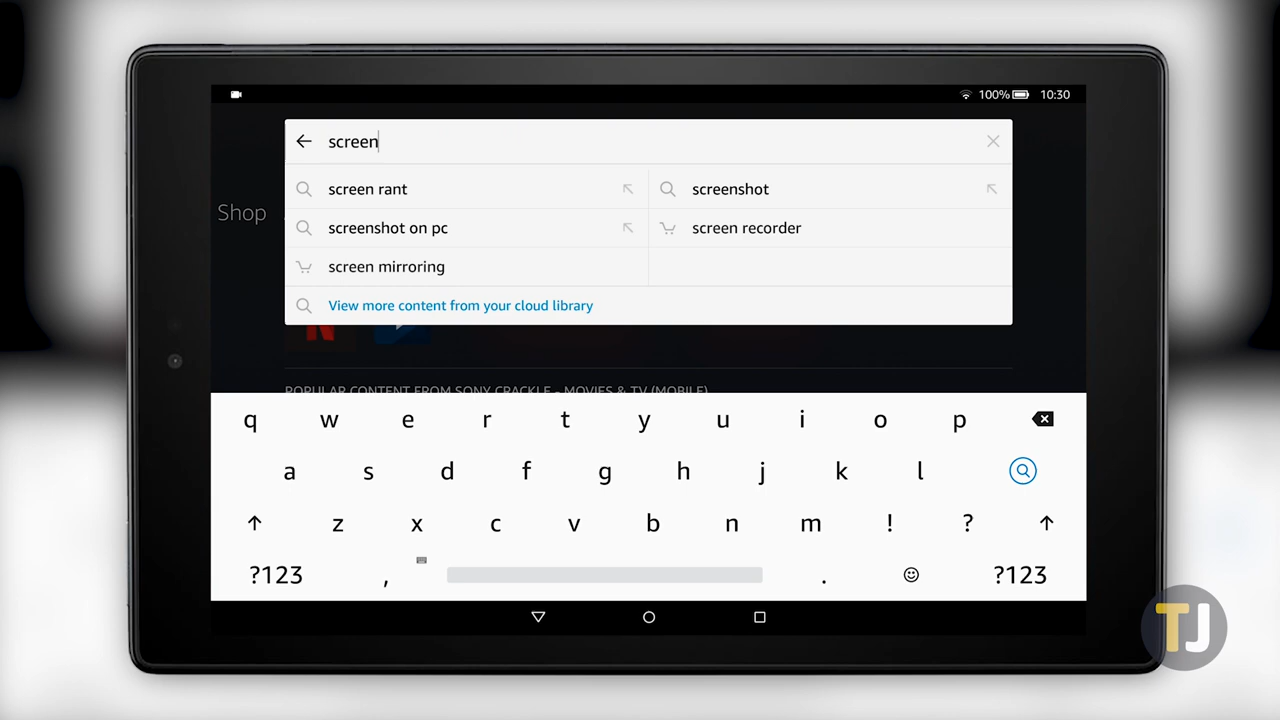 100% 10:30
screen
screen rant screenshot
Shop
screenshot on pc screen recorder
screen mirroring
View more content from your cloud library
N
POPULAR CONTENT FROM SONY CRACKLE - MOVIES & TV (MOBILE)
q w e r t y u i o p
a s d f g h j k l
z x c v b n m ! ?
?123 , . ?123
TJ